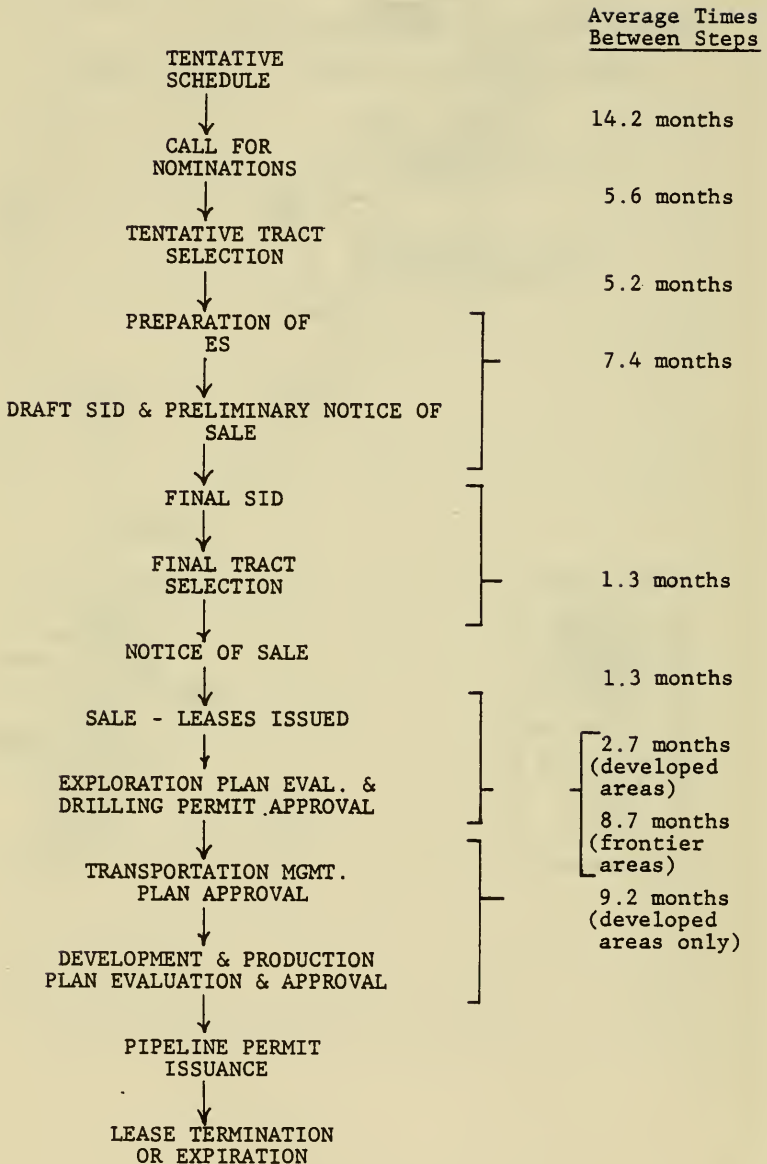 Average Times
Between Steps
TENTATIVE
SCHEDULE
14.2 months
CALL FOR
NOMINATIONS
5.6 months
TENTATIVE TRACT
SELECTION
5.2 months
PREPARATION OF
ES
7.4 months
DRAFT SID & PRELIMINARY NOTICE OF
SALE
FINAL SID
FINAL TRACT
SELECTION
1.3 months
NOTICE OF SALE
1.3 months
SALE - LEASES ISSUED
2.7 months
(developed
areas)
EXPLORATION PLAN EVAL. &
DRILLING PERMIT APPROVAL
8.7 months
(frontier
areas)
TRANSPORTATION MGMT.
PLAN APPROVAL
9.2 months
(developed
areas only)
DEVELOPMENT & PRODUCTION
PLAN EVALUATION & APPROVAL
PIPELINE PERMIT
ISSUANCE
LEASE TERMINATION
OR EXPIRATION